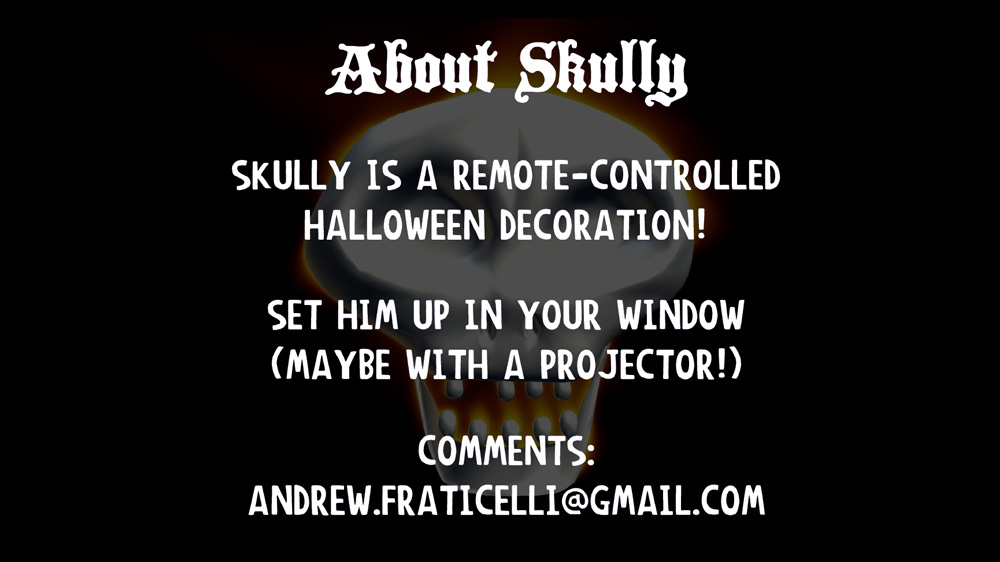 About Skully
SKULLY IS A REMOTE-CONTROLLED
HALLOWEEN DECORATION!
SET HIM UP IN YOUR WINDOW
(MAYBE WITH A PROJECTOR!)
COMMENTS:
ANDREW.FRATICELLI@GMAIL.COM